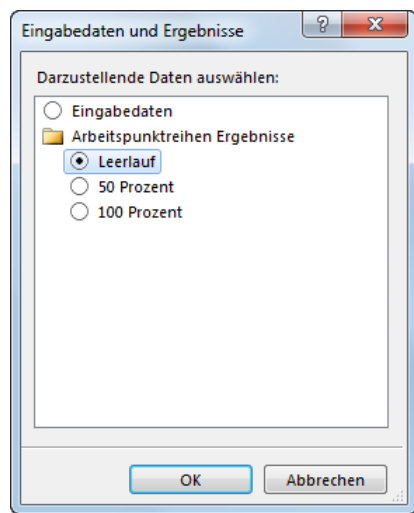 Eingabedaten und Ergebnisse
Darzustellende Daten auswählen:
Eingabedaten
Arbeitspunktreihen Ergebnisse
Leerlauf
50 Prozent
100 Prozent
OK Abbrechen